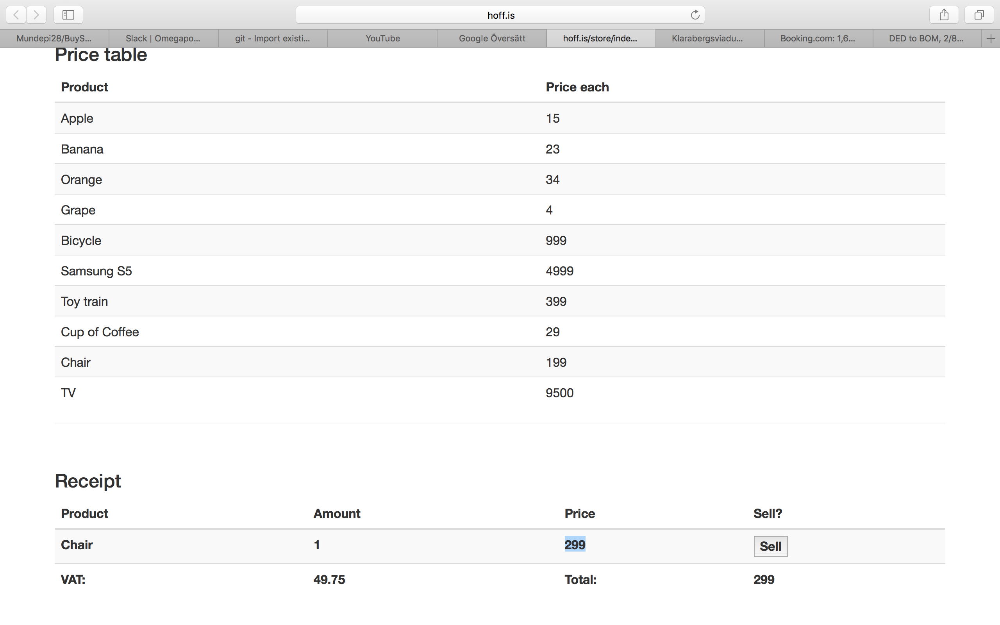 hoff.is
Mundepi28/BuyS... Slack | Omegapo... git - Import existi... YouTube Google Översätt hoff.is/store/inde... Klarabergsviadu... Booking.com: 1,6... DED to BOM, 2/8...
Price table
Product Price each
Apple 15
Banana 23
Orange 34
Grape 4
Bicycle 999
Samsung S5 4999
Toy train 399
Cup of Coffee 29
Chair 199
TV 9500
Receipt
Product Amount Price Sell?
Chair 1 299 Sell
VAT: 49.75 Total: 299